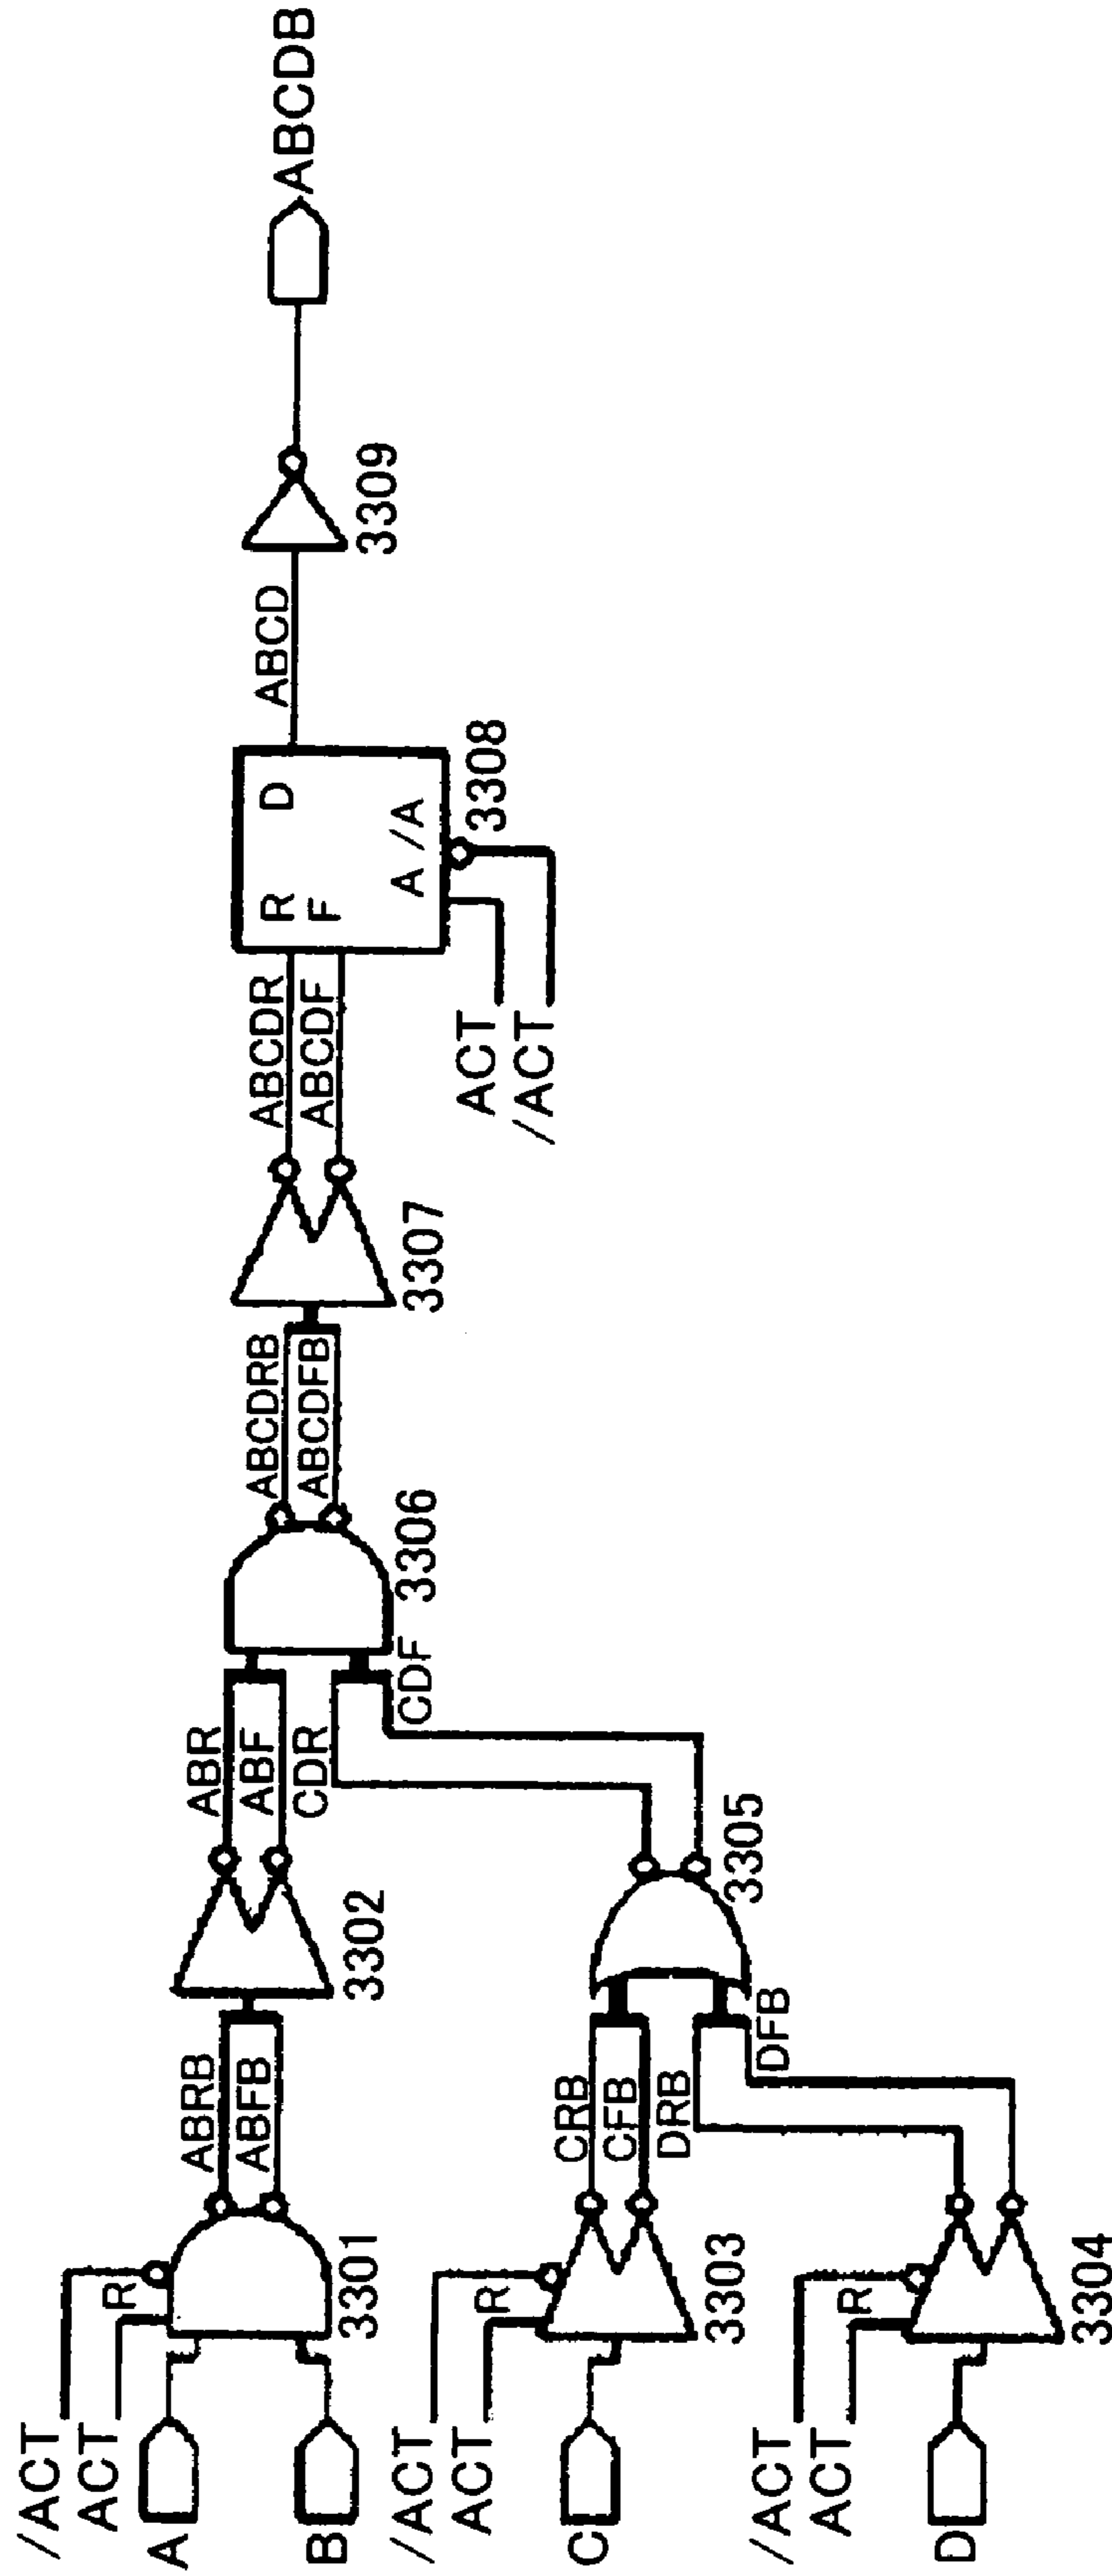 /ACT
ACT
R
A
B
3301
ABRB
ABFB
3302
ABR
ABF
CDR
CDF
3306
ABCDRB
ABCDFB
3307
ABCDR
ABCDF
R D
F
A /A
3308
ACT
/ACT
ABCD
3309
ABCDB
/ACT
ACT
R
C
3303
CRB
CFB
DRB
DFB
3305
/ACT
ACT
R
D
3304